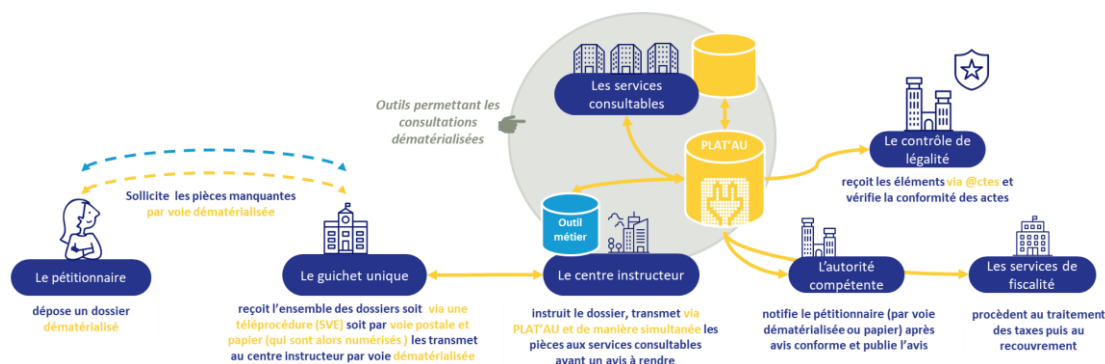 Outils permettant les
consultations
dématérialisées
Les services
consultables
PLAT'AU
Le contrôle de
légalité
reçoit les éléments via @ctes et
vérifie la conformité des actes
Sollicite les pièces manquantes
par voie dématérialisée
Outil
métier
Le pétitionnaire
dépose un dossier
dématérialisé
Le guichet unique
reçoit l'ensemble des dossiers soit via une
téléprocédure (SVE) soit par voie postale et
papier (qui sont alors numérisés ) les transmet
au centre instructeur par voie dématérialisée
Le centre instructeur
instruit le dossier, transmet via
PLAT'AU et de manière simultanée les
pièces aux services consultables
ayant un avis à rendre
L'autorité
compétente
notifie le pétitionnaire (par voie
dématérialisée ou papier) après
avis conforme et publie l'avis
Les services de
fiscalité
procèdent au traitement
des taxes puis au
recouvrement